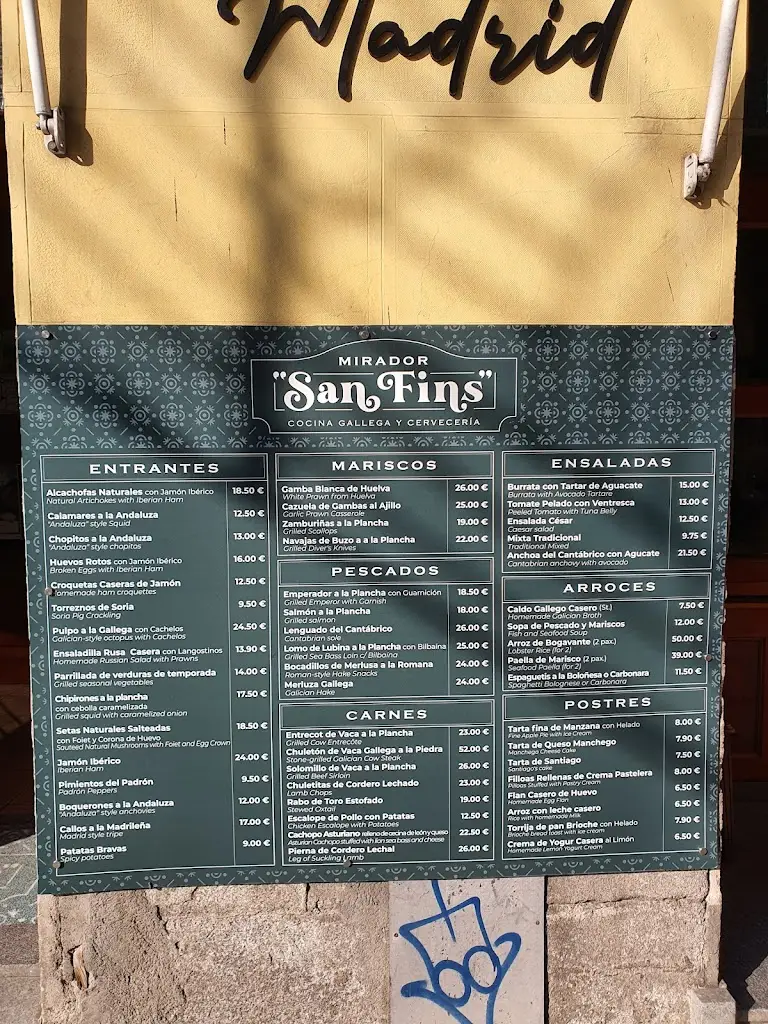 Madrid
MIRADOR
"San Fins"
COCINA GALLEGA Y CERVECERÍA
ENTRANTES
Alcachofas Naturales con Jamón Ibérico 18.50 €
Natural Artichokes with Iberian Ham
Calamares a la Andaluza 12.50 €
"Andaluza" style Squid
Chopitos a la Andaluza 13.00 €
"Andaluza" style chopitos
Huevos Rotos con Jamón Ibérico 16.00 €
Broken Eggs with Iberian Ham
Croquetas Caseras de Jamón 12.50 €
Homemade ham croquettes
Torreznos de Soria 9.50 €
Soria Pig Crackling
Pulpo a la Gallega con Cachelos 24.50 €
Galician-style octopus with Cachelos
Ensaladilla Rusa Casera con Langostinos 13.90 €
Homemade Russian Salad with Prawns
Parrillada de verduras de temporada 14.00 €
Grilled seasonal vegetables
Chipirones a la plancha 17.50 €
con cebolla caramelizada
Grilled squid with caramelized onion
Setas Naturales Salteadas 18.50 €
con Foiet y Corona de Huevo
Sauteed Natural Mushrooms with Foiet and Egg Crown
Jamón Ibérico 24.00 €
Iberian Ham
Pimientos del Padrón 9.50 €
Padrón Peppers
Boquerones a la Andaluza 12.00 €
"Andaluza" style anchovies
Callos a la Madrileña 17.00 €
Madrid style tripe
Patatas Bravas 9.00 €
Spicy potatoes
MARISCOS
Gamba Blanca de Huelva 26.00 €
White Prawn from Huelva
Cazuela de Gambas al Ajillo 25.00 €
Garlic Prawn Casserole
Zamburiñas a la Plancha 19.00 €
Grilled Scallops
Navajas de Buzo a a la Planch 22.00 €
Grilled Diver's Knives
PESCADOS
Emperador a la Plancha con Guarnición 18.50 €
Grilled Emperor with Garnish
Salmón a la Plancha 18.00 €
Grilled salmon
Lenguado del Cantábrico 26.00 €
Cantabrian sole
Lomo de Lubina a la Plancha con Bilbaina 25.00 €
Grilled Sea Bass Loin c/ Bilbaina
Bocadillos de Merlusa a la Romana 24.00 €
Roman-style Hake Snacks
Merluza Gallega 24.00 €
Galician Hake
CARNES
Entrecot de Vaca a la Plancha 23.00 €
Grilled Cow Entrecôte
Chuletón de Vaca Gallega a la Piedra 52.00 €
Stone-grilled Galician Cow Steak
Solomillo de Vaca a la Plancha 26.00 €
Grilled Beef Sirloin
Chuletitas de Cordero Lechado 23.00 €
Lamb Chops
Rabo de Toro Estofado 19.00 €
Stewed Oxtail
Escalope de Pollo con Patatas 12.50 €
Chicken Escalope with Potatoes
Cachopo Asturiano relleno de cecina de león y queso 22.50 €
Asturian Cachopo stuffed with lion sea bass and cheese
Pierna de Cordero Lechal 26.00 €
Leg of Suckling Lamb
ENSALADAS
Burrata con Tartar de Aguacate 15.00 €
Burrata with Avocado Tartare
Tomate Pelado con Ventresca 13.00 €
Peeled Tomato with Tuna Belly
Ensalada César 12.50 €
Caesar salad
Mixta Tradicional 9.75 €
Traditional Mixed
Anchoa del Cantábrico con Agucate 21.50 €
Cantabrian anchovy with avocado
ARROCES
Caldo Gallego Casero (St.) 7.50 €
Homemade Galician Broth
Sopa de Pescado y Mariscos 12.00 €
Fish and Seafood Soup
Arroz de Bogavante (2 pax.) 50.00 €
Lobster Rice (for 2)
Paella de Marisco (2 pax.) 39.00 €
Seafood Paella (for 2)
Espaguetis a la Boloñesa o Carbonara 11.50 €
Spaghetti Bolognese or Carbonara
POSTRES
Tarta fina de Manzana con Helado 8.00 €
Fine Apple Pie with Ice Cream
Tarta de Queso Manchego 7.90 €
Manchego Cheese Cake
Tarta de Santiago 7.50 €
Santiago's cake
Filloas Rellenas de Crema Pastelera 8.00 €
Filloas Stuffed with Pastry Cream
Flan Casero de Huevo 6.50 €
Homemade Egg Flan
Arroz con leche casero 6.50 €
Rice with homemade Milk
Torrija de pan Brioche con Helado 7.90 €
Brioche bread toast with ice cream
Crema de Yogur Casera al Limón 6.50 €
Homemade Lemon Yogurt Cream